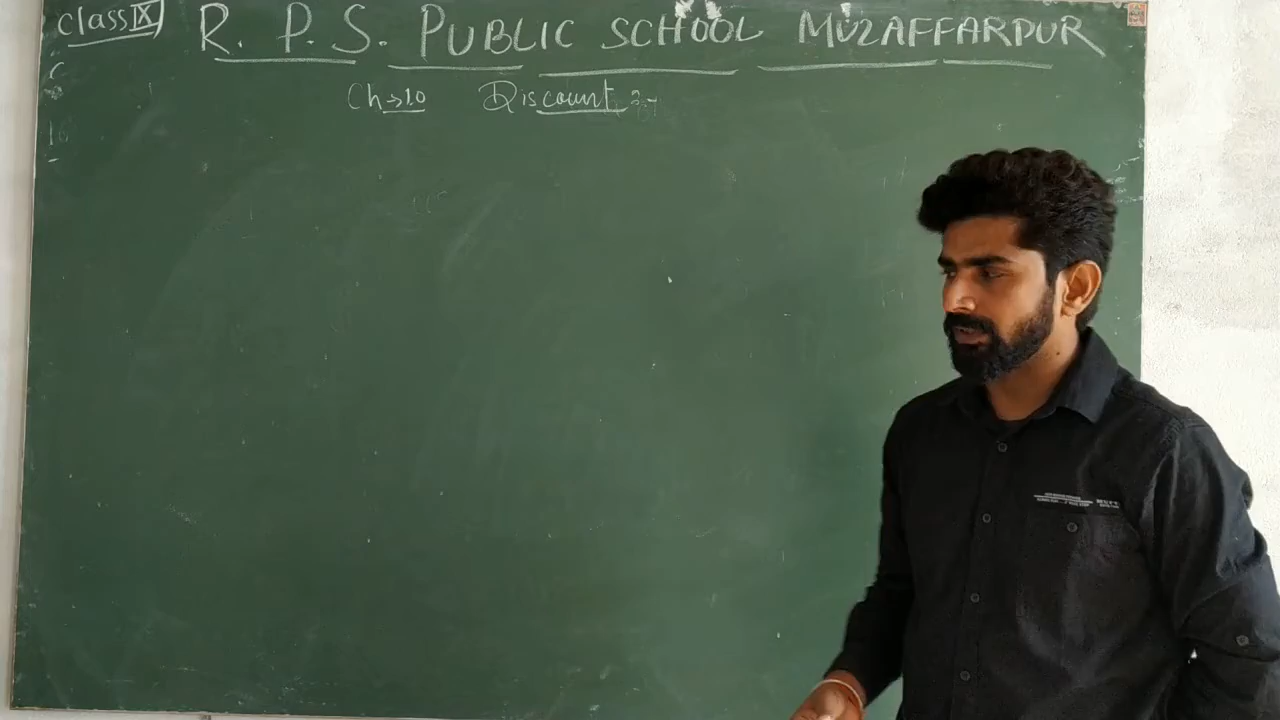 class IX
R. P. S. PUBLIC SCHOOL MUZAFFARPUR
Ch → 10 Discount :-